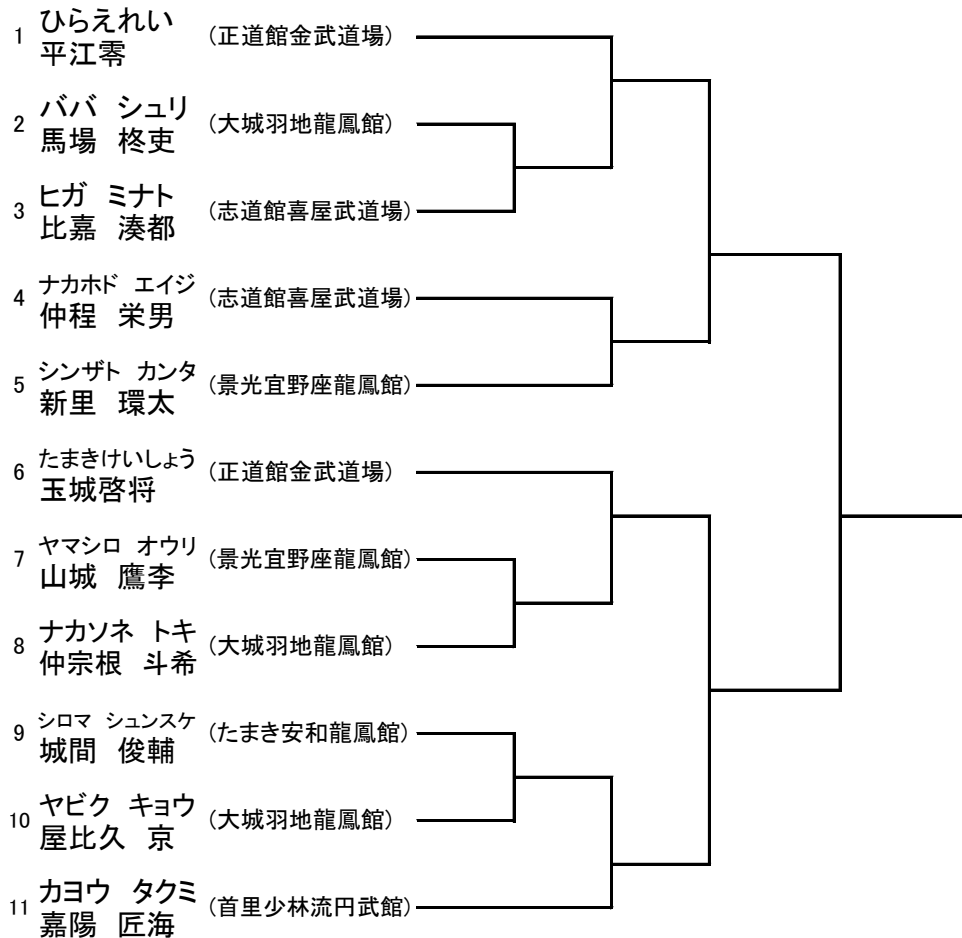 1 ひらえれい (正道館金武道場)
平江零
2 ババ シュリ (大城羽地龍鳳館)
馬場 柊吏
3 ヒガ ミナト (志道館喜屋武道場)
比嘉 湊都
4 ナカホド エイジ (志道館喜屋武道場)
仲程 栄男
5 シンザト カンタ (景光宜野座龍鳳館)
新里 環太
6 たまきけいしょう (正道館金武道場)
玉城啓将
7 ヤマシロ オウリ (景光宜野座龍鳳館)
山城 鷹李
8 ナカソネ トキ (大城羽地龍鳳館)
仲宗根 斗希
9 シロマ シュンスケ (たまき安和龍鳳館)
城間 俊輔
10 ヤビク キョウ (大城羽地龍鳳館)
屋比久 京
11 カヨウ タクミ (首里少林流円武館)
嘉陽 匠海